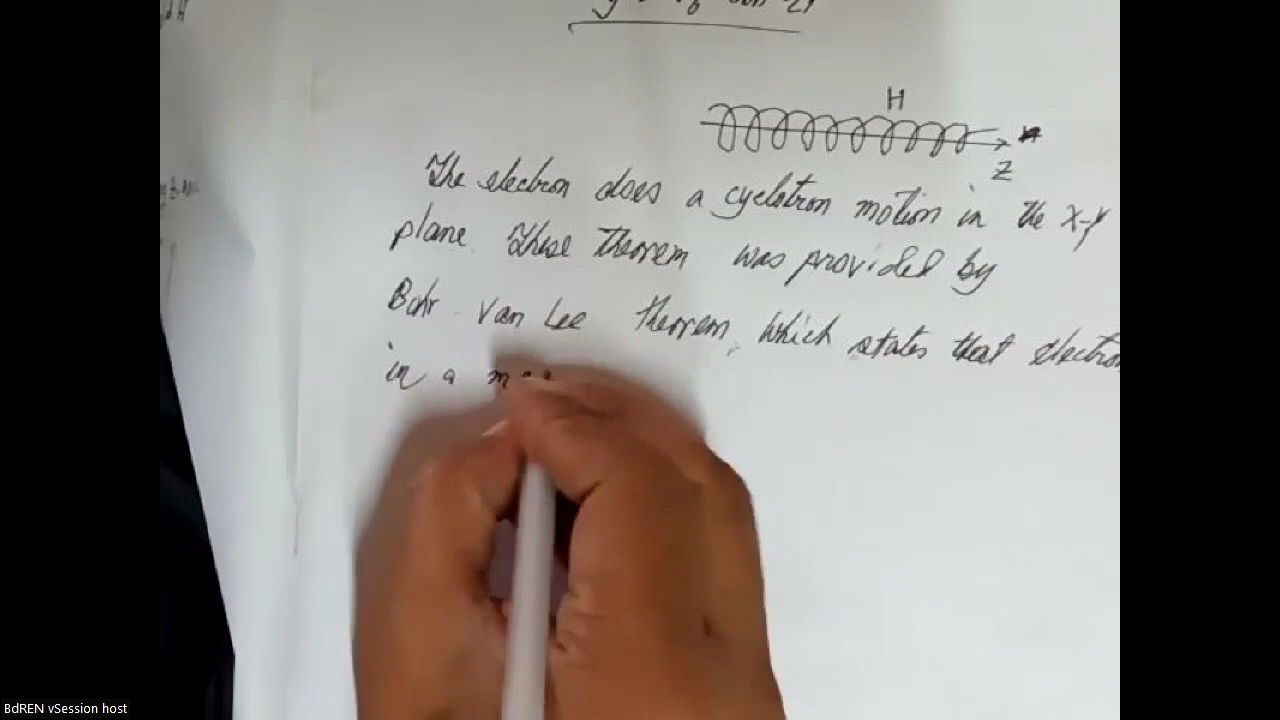 H
Z
The electron does a cyclotron motion in the X-Y
plane. These theorem was provided by
Bohr Van Lee theorem, which states that electron
in a
BdREN vSession host